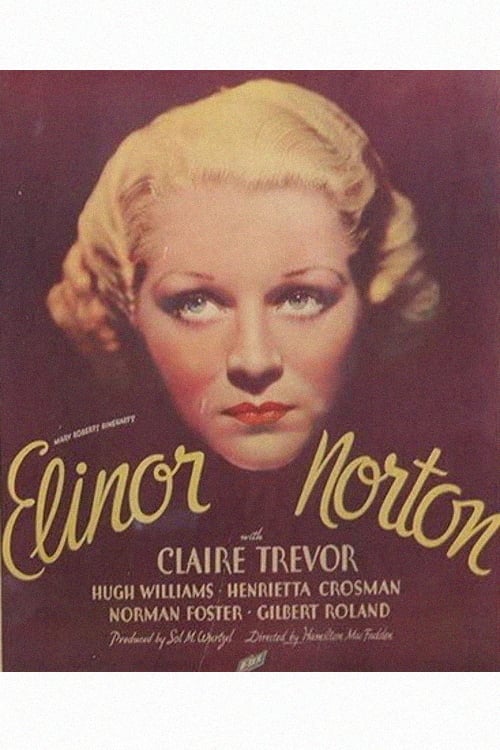 MARY ROBERTS RINEHART'S
Elinor Norton
with
CLAIRE TREVOR
HUGH WILLIAMS · HENRIETTA CROSMAN
NORMAN FOSTER · GILBERT ROLAND
Produced by Sol M. Wurtzel Directed by Hamilton MacFadden